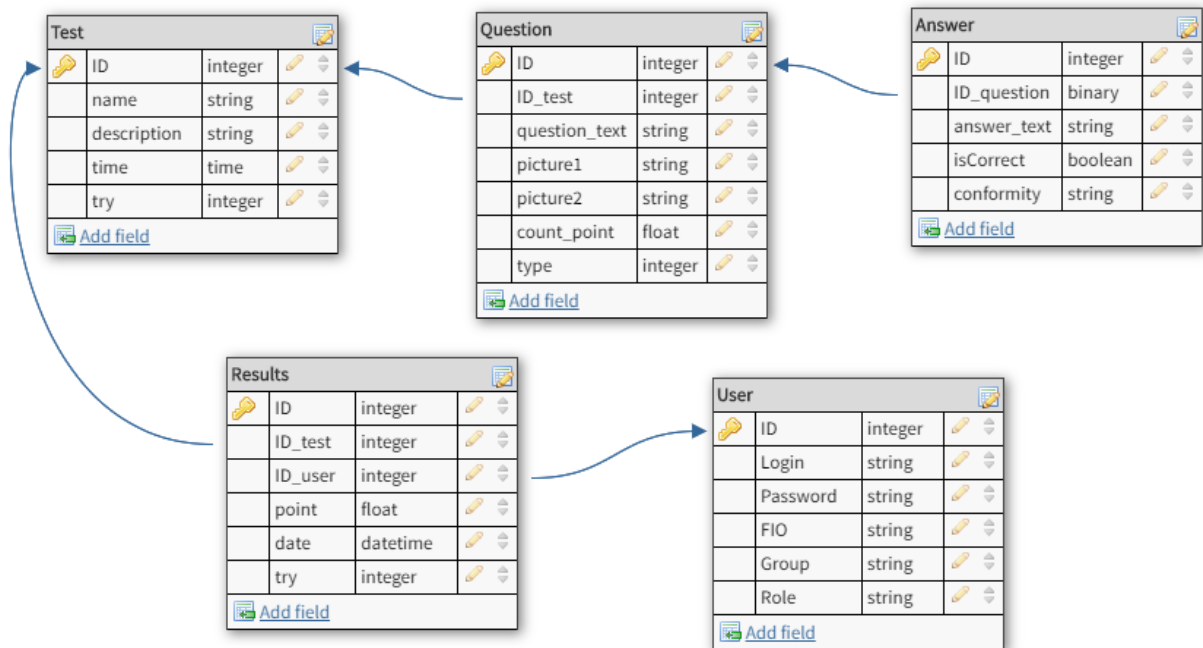 Test
ID integer
name string
description string
time time
try integer
Add field
Question
ID integer
ID_test integer
question_text string
picture1 string
picture2 string
count_point float
type integer
Add field
Answer
ID integer
ID_question binary
answer_text string
isCorrect boolean
conformity string
Add field
Results
ID integer
ID_test integer
ID_user integer
point float
date datetime
try integer
Add field
User
ID integer
Login string
Password string
FIO string
Group string
Role string
Add field